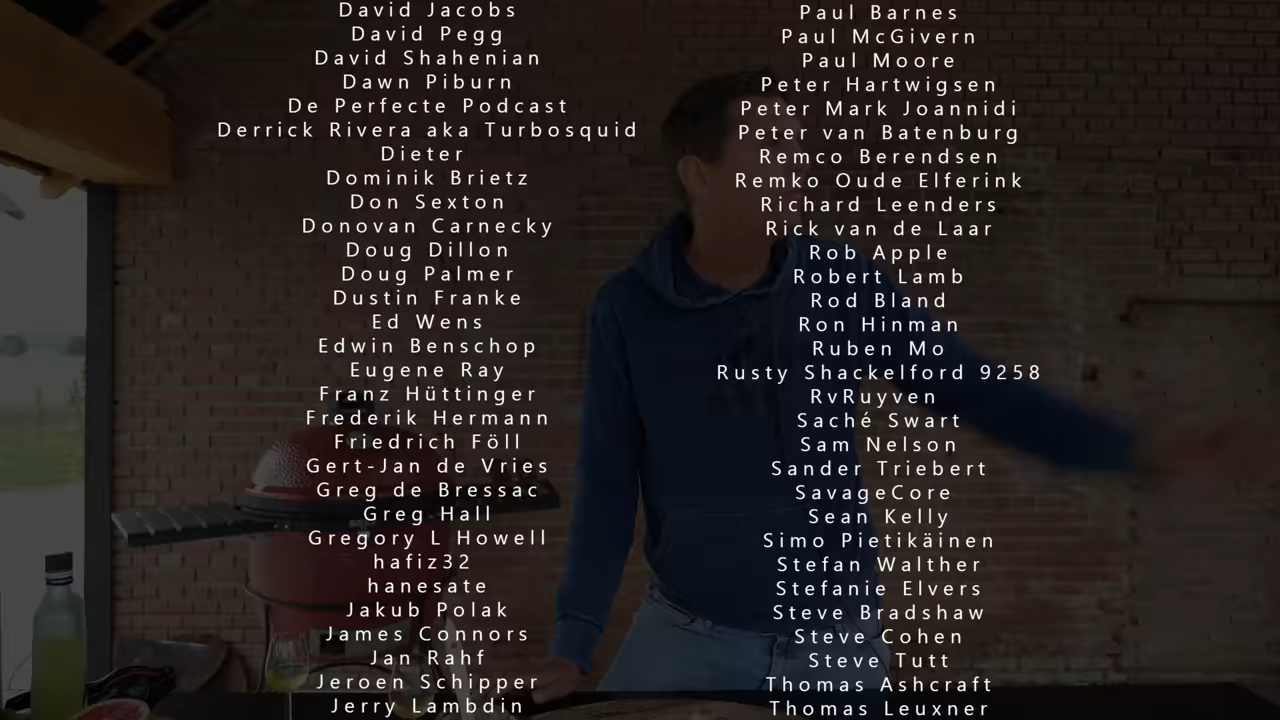 David Jacobs
David Pegg
David Shahenian
Dawn Piburn
De Perfecte Podcast
Derrick Rivera aka Turbosquid
Dieter
Dominik Brietz
Don Sexton
Donovan Carnecky
Doug Dillon
Doug Palmer
Dustin Franke
Ed Wens
Edwin Benschop
Eugene Ray
Franz Hüttinger
Frederik Hermann
Friedrich Föll
Gert-Jan de Vries
Greg de Bressac
Greg Hall
Gregory L Howell
hafiz32
hanesate
Jakub Polak
James Connors
Jan Rahf
Jeroen Schipper
Jerry Lambdin
Paul Barnes
Paul McGivern
Paul Moore
Peter Hartwigsen
Peter Mark Joannidi
Peter van Batenburg
Remco Berendsen
Remko Oude Elferink
Richard Leenders
Rick van de Laar
Rob Apple
Robert Lamb
Rod Bland
Ron Hinman
Ruben Mo
Rusty Shackelford 9258
RvRuyven
Saché Swart
Sam Nelson
Sander Triebert
SavageCore
Sean Kelly
Simo Pietikäinen
Stefan Walther
Stefanie Elvers
Steve Bradshaw
Steve Cohen
Steve Tutt
Thomas Ashcraft
Thomas Leuxner